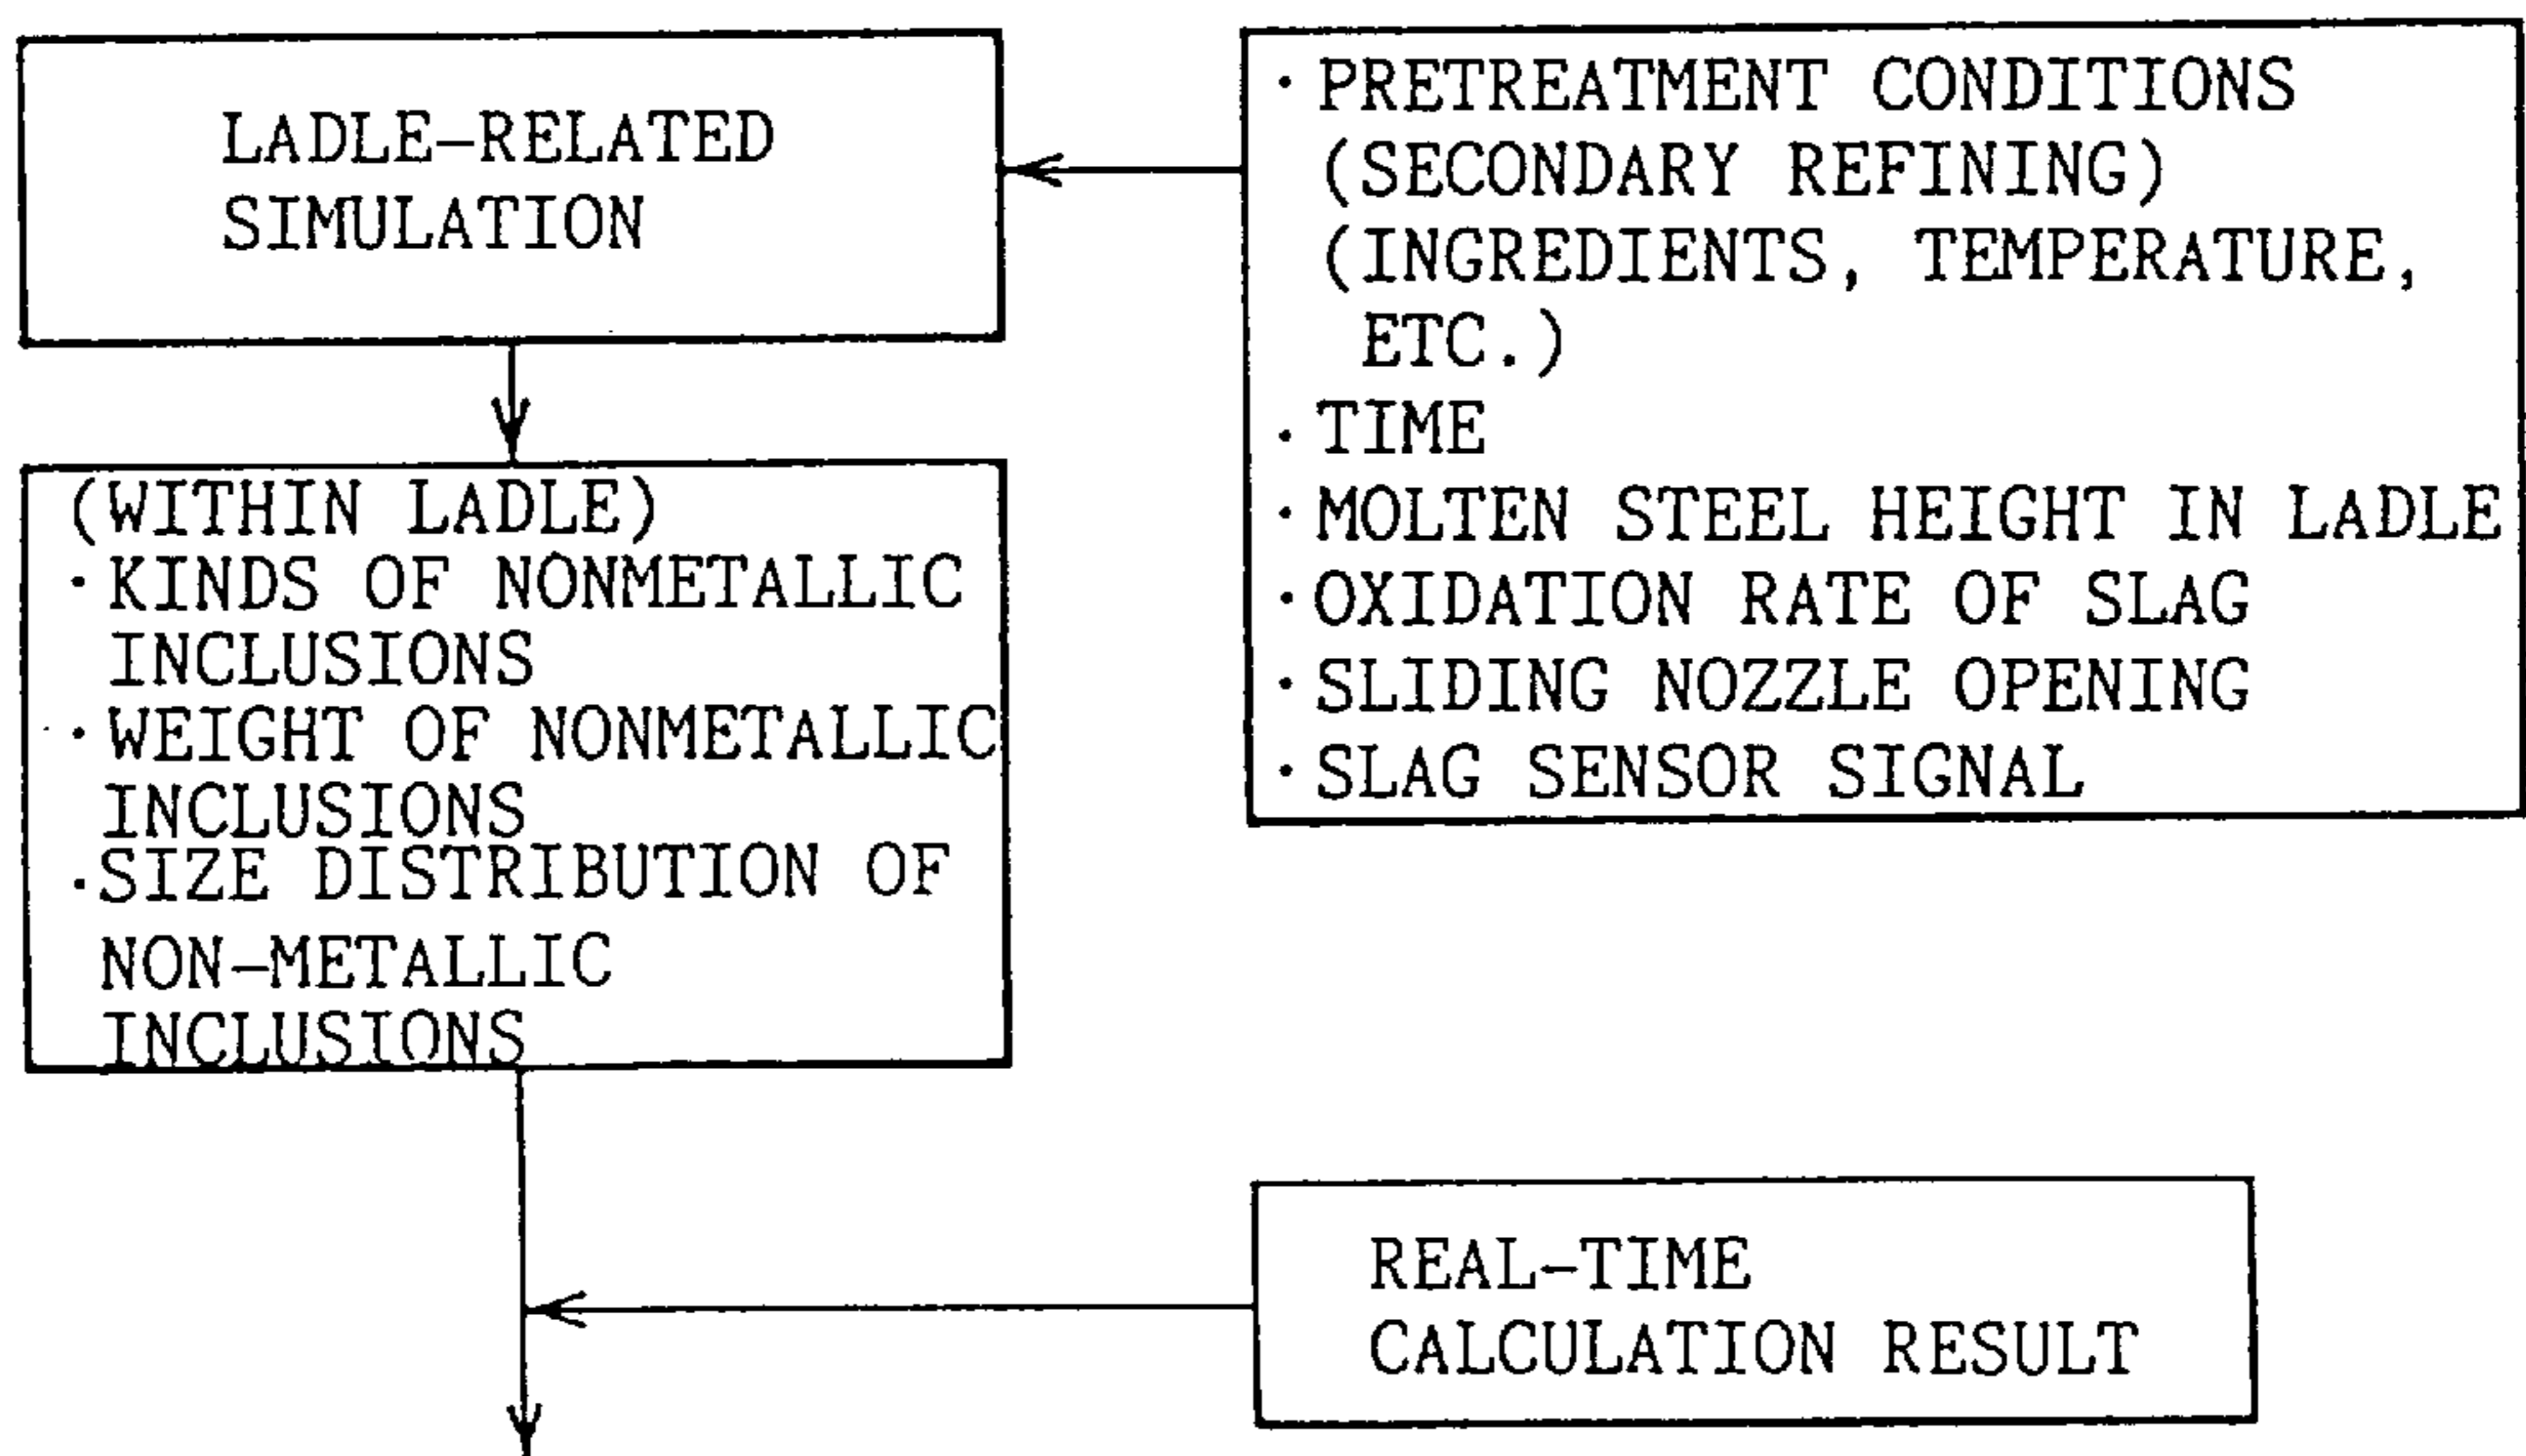 LADLE-RELATED
SIMULATION
· PRETREATMENT CONDITIONS
(SECONDARY REFINING)
(INGREDIENTS, TEMPERATURE,
ETC.)
· TIME
· MOLTEN STEEL HEIGHT IN LADLE
· OXIDATION RATE OF SLAG
· SLIDING NOZZLE OPENING
· SLAG SENSOR SIGNAL
(WITHIN LADLE)
· KINDS OF NONMETALLIC
INCLUSIONS
· WEIGHT OF NONMETALLIC
INCLUSIONS
· SIZE DISTRIBUTION OF
NON-METALLIC
INCLUSIONS
REAL-TIME
CALCULATION RESULT